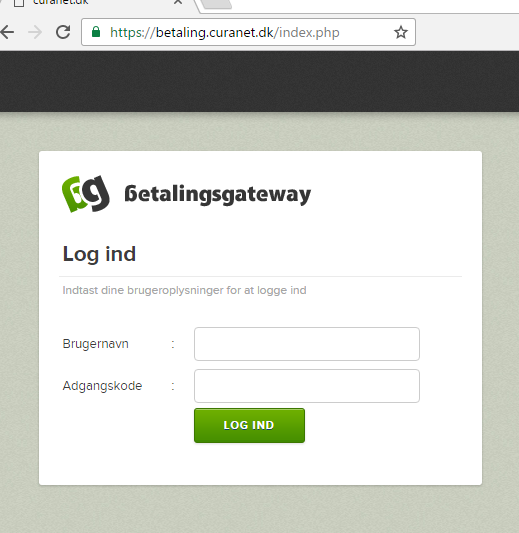 curanet.dk
https://betaling.curanet.dk/index.php
Betalingsgateway
Log ind
Indtast dine brugeroplysninger for at logge ind
Brugernavn :
Adgangskode :
LOG IND